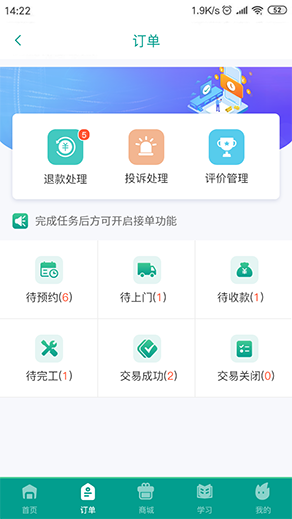 14:22
1.9K/s
52
订单
5
退款处理
投诉处理
评价管理
完成任务后方可开启接单功能
待预约(6)
待上门(1)
待收款(1)
待完工(1)
交易成功(2)
交易关闭(0)
首页
订单
商城
学习
我的